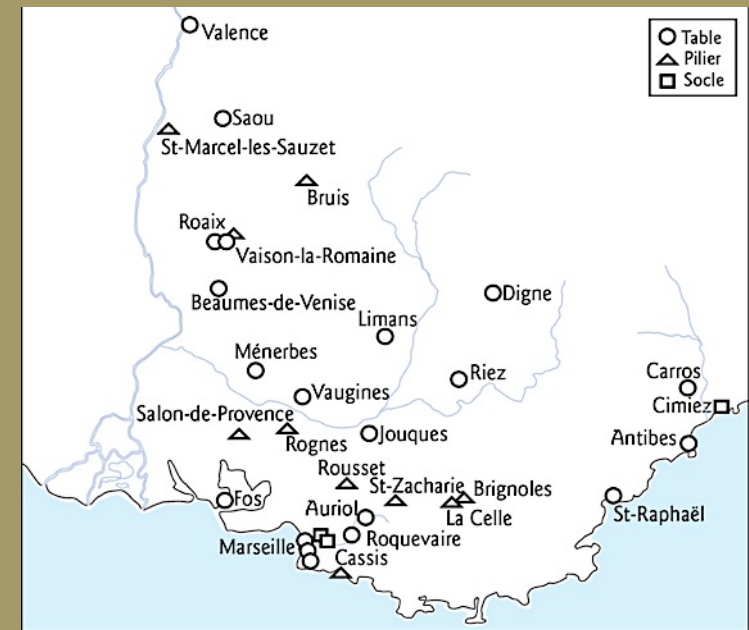 Valence
Table
Pilier
Socle
Saou
St-Marcel-les-Sauzet
Bruis
Roaix
Vaison-la-Romaine
Beaumes-de-Venise
Digne
Limans
Ménerbes
Riez
Carros
Vaugines
Cimiez
Salon-de-Provence
Rognes
Jouques
Antibes
Rousset
St-Zacharie
Brignoles
Fos
Auriol
La Celle
St-Raphaël
Marseille
Roquevaire
Cassis